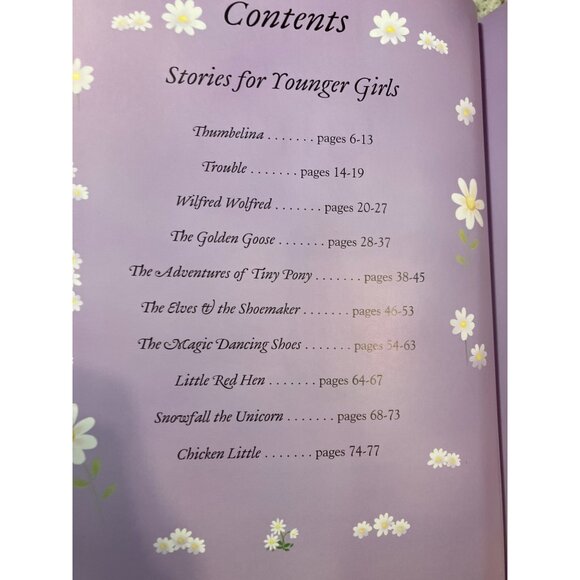 Contents
Stories for Younger Girls
Thumbelina . . . . . . . pages 6-13
Trouble . . . . . . . pages 14-19
Wilfred Wolfred . . . . . . . pages 20-27
The Golden Goose . . . . . . . pages 28-37
The Adventures of Tiny Pony . . . . . . . pages 38-45
The Elves & the Shoemaker . . . . . . . pages 46-53
The Magic Dancing Shoes . . . . . . . pages 54-63
Little Red Hen . . . . . . . pages 64-67
Snowfall the Unicorn . . . . . . . pages 68-73
Chicken Little . . . . . . . pages 74-77